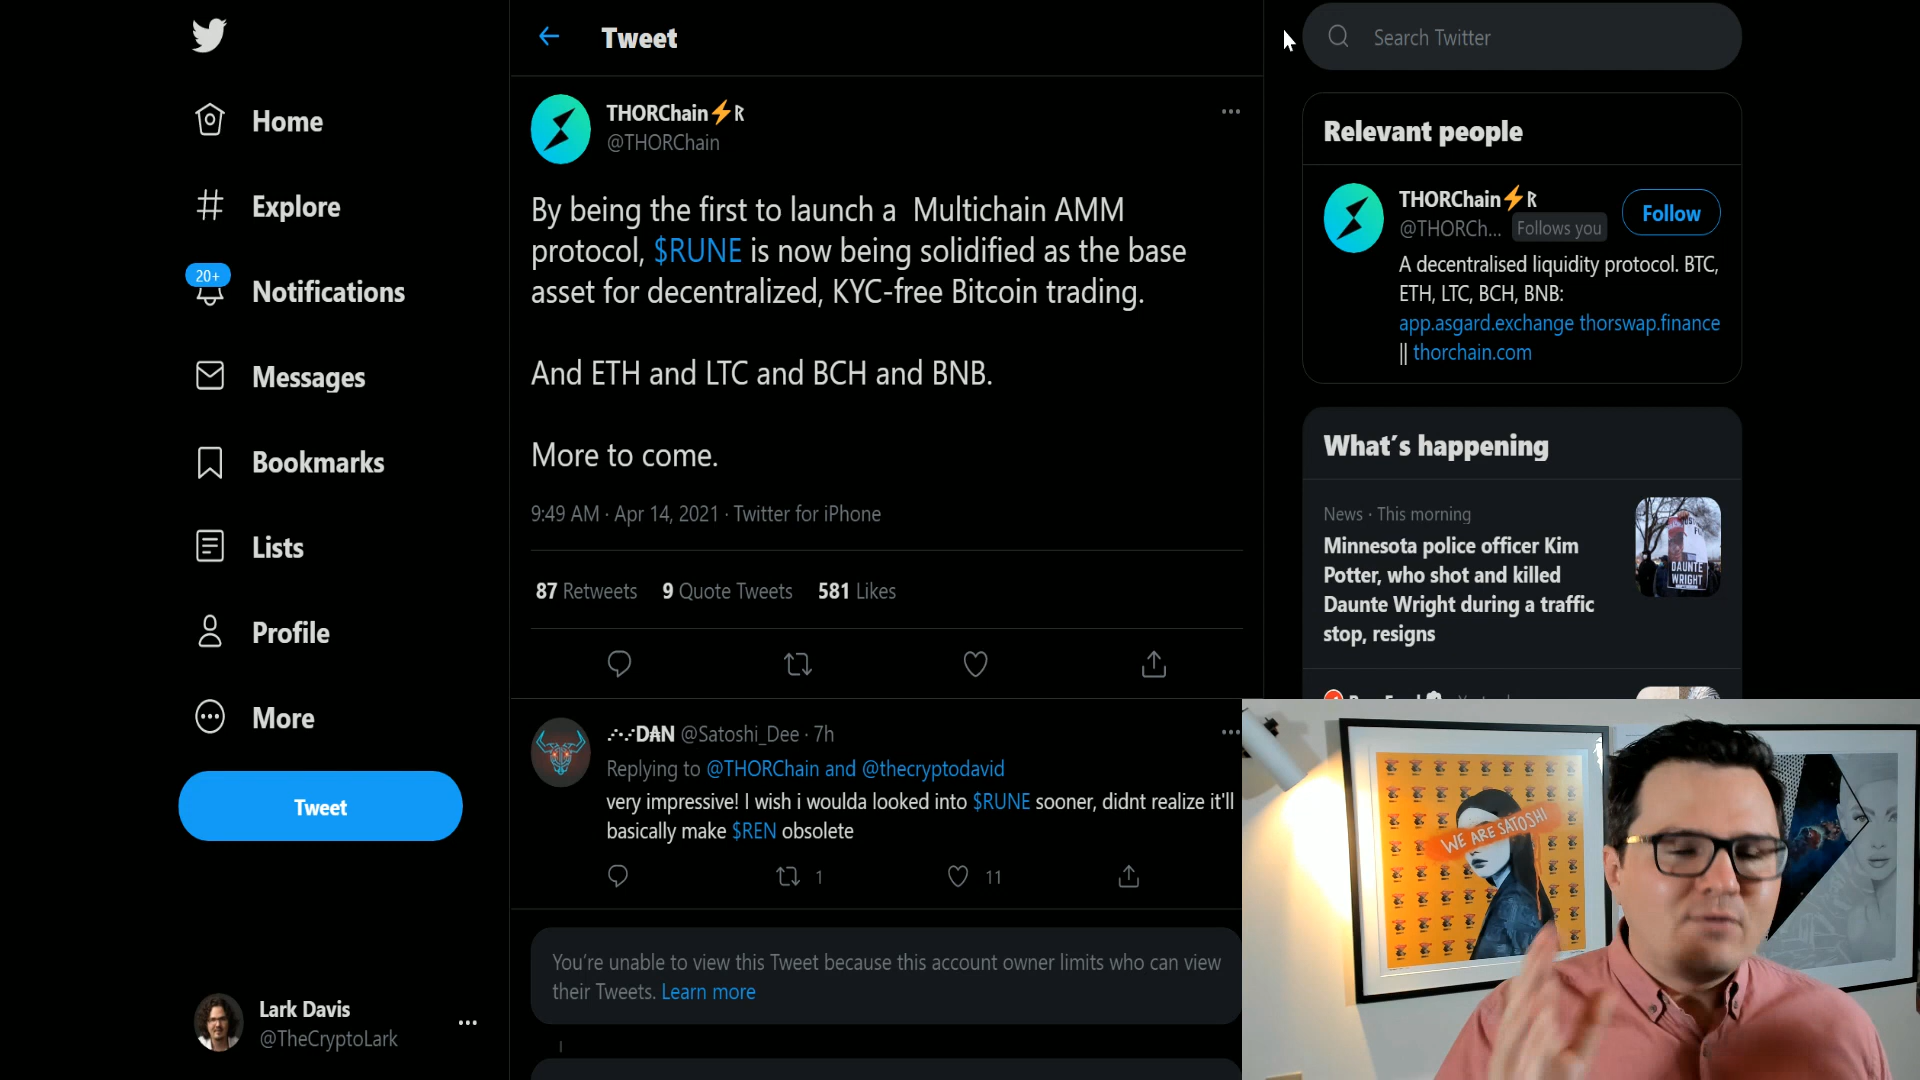 Home
Explore
20+
Notifications
Messages
Bookmarks
Lists
Profile
More
Tweet
Lark Davis
@TheCryptoLark
Tweet
THORChain⚡ᚱ
@THORChain
By being the first to launch a Multichain AMM
protocol, $RUNE is now being solidified as the base
asset for decentralized, KYC-free Bitcoin trading.
And ETH and LTC and BCH and BNB.
More to come.
9:49 AM · Apr 14, 2021 · Twitter for iPhone
87 Retweets 9 Quote Tweets 581 Likes
@Satoshi_Dee · 7h
Replying to @THORChain and @thecryptodavid
very impressive! I wish i woulda looked into $RUNE sooner, didnt realize it'll
basically make $REN obsolete
1 11
You're unable to view this Tweet because this account owner limits who can view
their Tweets. Learn more
Search Twitter
Relevant people
THORChain⚡ᚱ
@THORCh... Follows you
Follow
A decentralised liquidity protocol. BTC,
ETH, LTC, BCH, BNB:
app.asgard.exchange thorswap.finance
|| thorchain.com
What's happening
News · This morning
Minnesota police officer Kim
Potter, who shot and killed
Daunte Wright during a traffic
stop, resigns
DAUNTE
WRIGHT
WE ARE SATOSHI